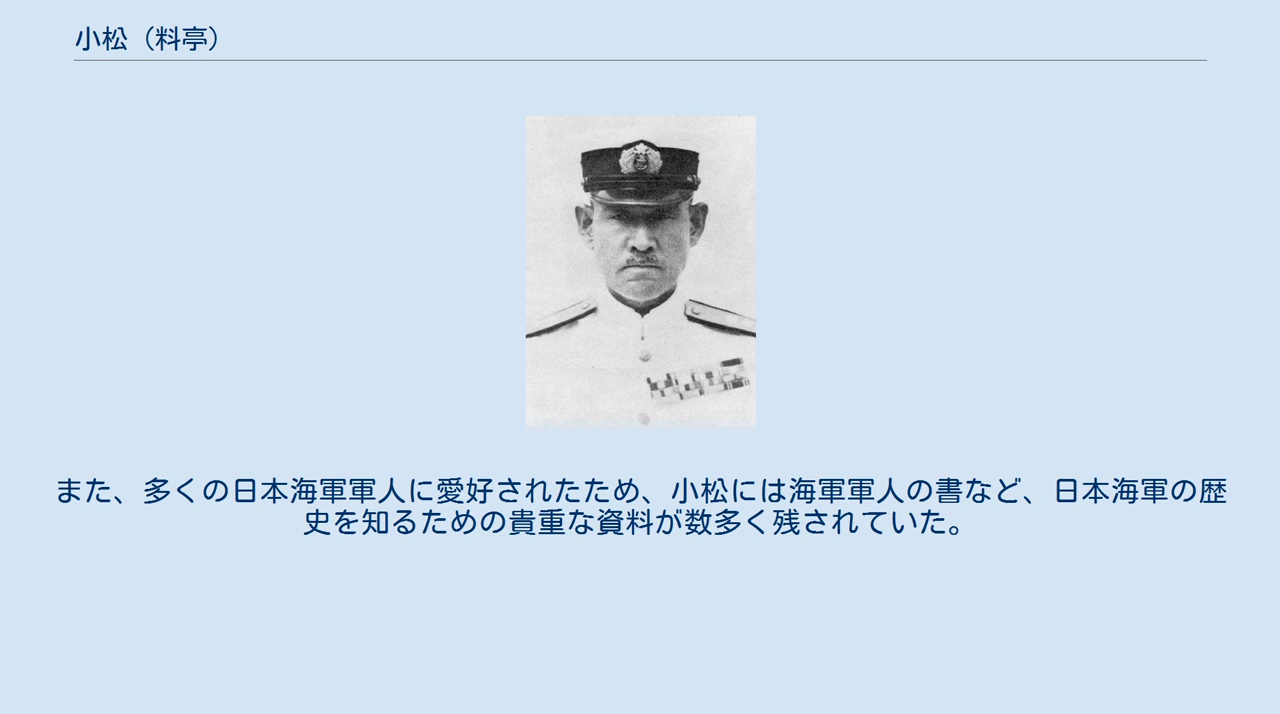 小松（料亭）
また、多くの日本海軍軍人に愛好されたため、小松には海軍軍人の書など、日本海軍の歴
史を知るための貴重な資料が数多く残されていた。